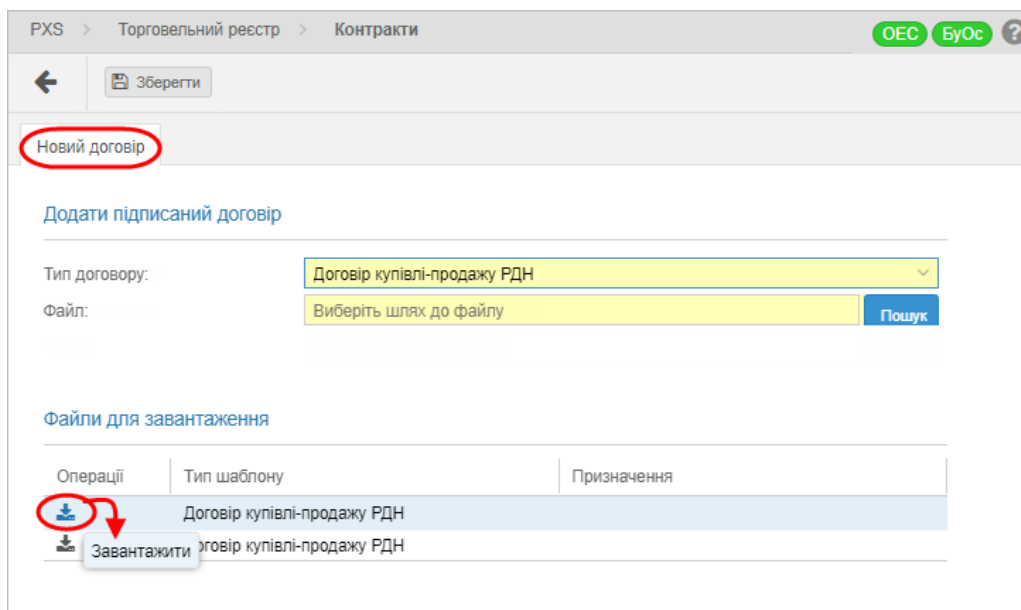 PXS > Торговельний реєстр > Контракти
ОЕС БуОс ?
Зберегти
Новий договір
Додати підписаний договір
Тип договору: Договір купівлі-продажу РДН
Файл: Виберіть шлях до файлу Пошук
Файли для завантаження
Операції Тип шаблону Призначення
Договір купівлі-продажу РДН
Завантажити говір купівлі-продажу РДН